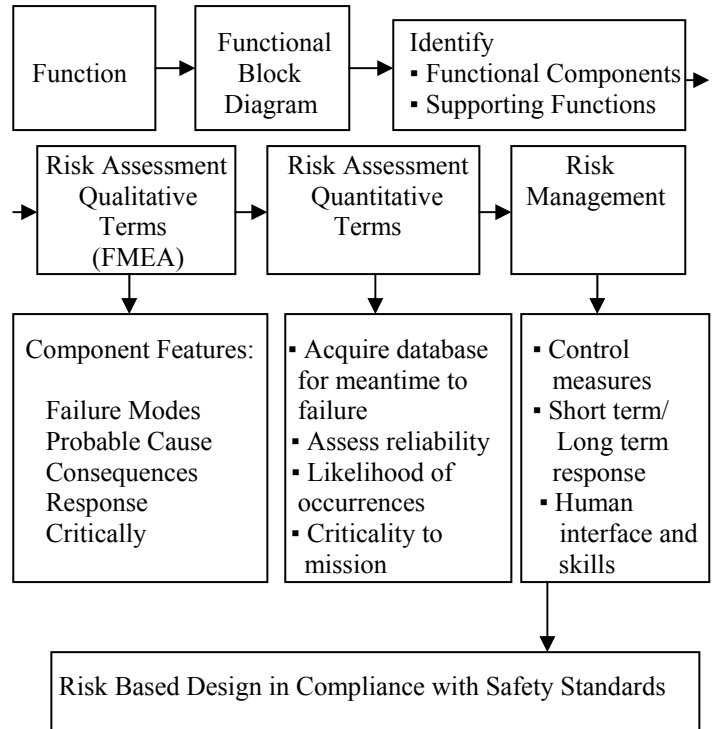 Function
Functional
Block
Diagram
Identify
▪ Functional Components
▪ Supporting Functions
Risk Assessment
Qualitative
Terms
(FMEA)
Risk Assessment
Quantitative
Terms
Risk
Management
Component Features:
Failure Modes
Probable Cause
Consequences
Response
Critically
▪ Acquire database
for meantime to
failure
▪ Assess reliability
▪ Likelihood of
occurrences
▪ Criticality to
mission
▪ Control
measures
▪ Short term/
Long term
response
▪ Human
interface and
skills
Risk Based Design in Compliance with Safety Standards